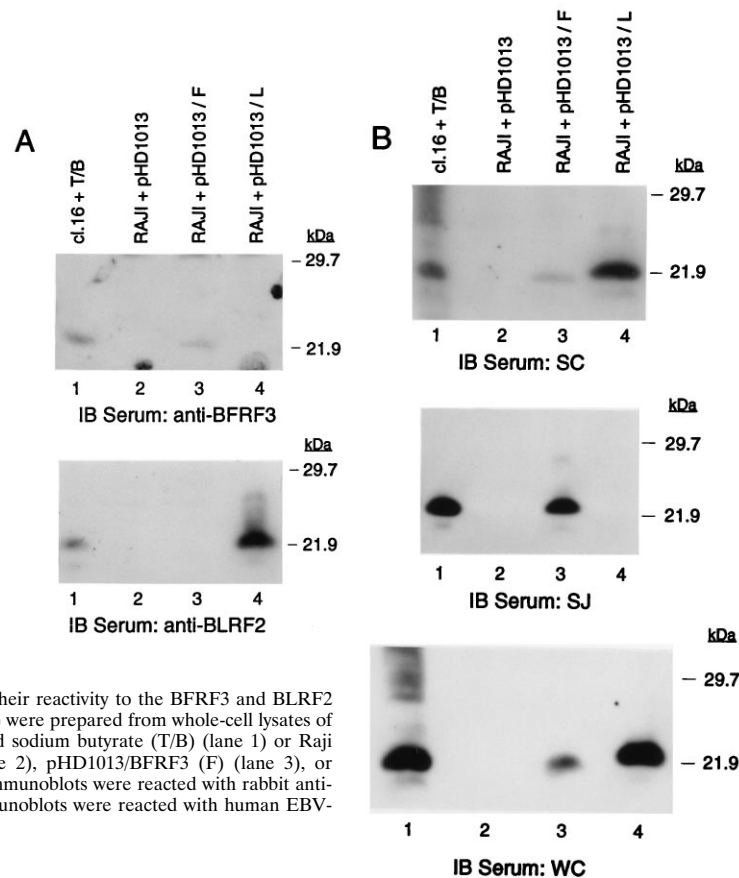 A
cl.16 + T/B
RAJI + pHD1013
RAJI + pHD1013 / F
RAJI + pHD1013 / L
kDa
– 29.7
– 21.9
1 2 3 4
IB Serum: anti-BFRF3
kDa
– 29.7
– 21.9
1 2 3 4
IB Serum: anti-BLRF2
B
cl.16 + T/B
RAJI + pHD1013
RAJI + pHD1013 / F
RAJI + pHD1013 / L
kDa
– 29.7
– 21.9
1 2 3 4
IB Serum: SC
kDa
– 29.7
– 21.9
1 2 3 4
IB Serum: SJ
kDa
– 29.7
– 21.9
1 2 3 4
IB Serum: WC
heir reactivity to the BFRF3 and BLRF2
) were prepared from whole-cell lysates of
d sodium butyrate (T/B) (lane 1) or Raji
e 2), pHD1013/BFRF3 (F) (lane 3), or
nmunoblots were reacted with rabbit anti-
unoblots were reacted with human EBV-